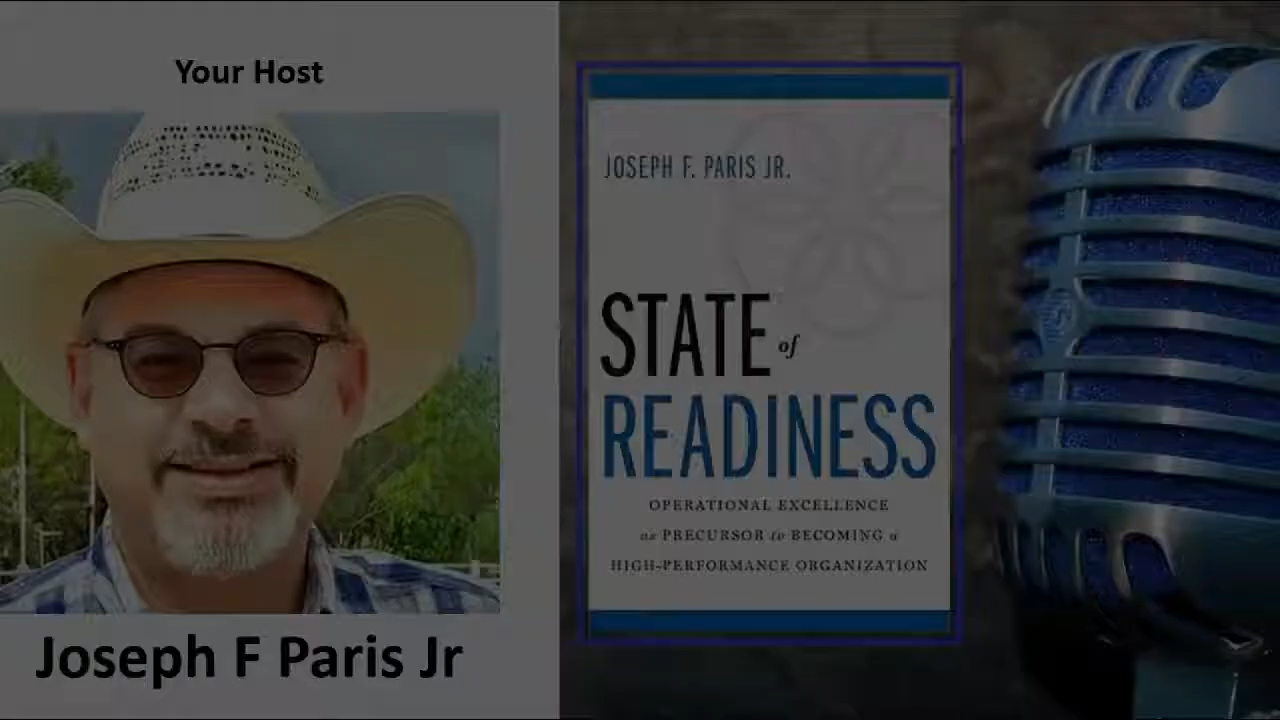 Your Host
Joseph F Paris Jr
JOSEPH F. PARIS JR.
STATE of
READINESS
OPERATIONAL EXCELLENCE
as PRECURSOR to BECOMING a
HIGH-PERFORMANCE ORGANIZATION